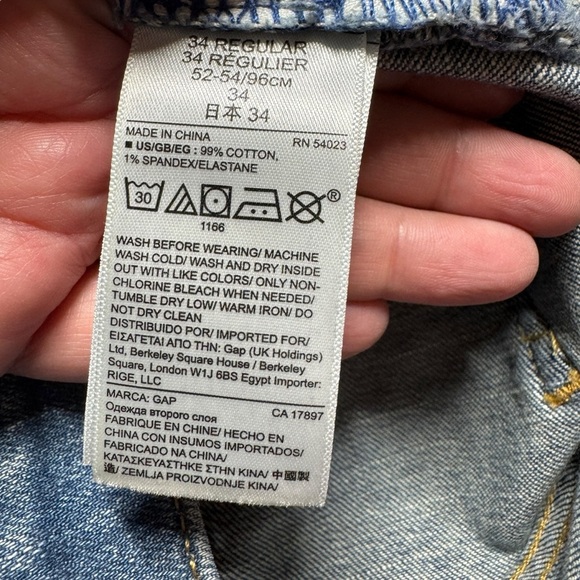 34 REGULAR
34 RÉGULIER
52-54/96CM
34
日本 34
MADE IN CHINA RN 54023
■ US/GB/EG : 99% COTTON,
1% SPANDEX/ELASTANE
30
®
1166
WASH BEFORE WEARING/ MACHINE
WASH COLD/ WASH AND DRY INSIDE
OUT WITH LIKE COLORS/ ONLY NON-
CHLORINE BLEACH WHEN NEEDED/
TUMBLE DRY LOW/ WARM IRON/ DO
NOT DRY CLEAN
DISTRIBUIDO POR/ IMPORTED FOR/
ΕΙΣΑΓΕΤΑΙ ΑΠΟ ΤΗΝ: Gap (UK Holdings)
Ltd, Berkeley Square House / Berkeley
Square, London W1J 6BS Egypt Importer:
RIGE, LLC
MARCA: GAP CA 17897
Одежда второго слоя
FABRIQUE EN CHINE/ HECHO EN
CHINA CON INSUMOS IMPORTADOS/
FABRICADO EN CHINA/
ΚΑΤΑΣΚΕΥΑΣΤΗΚΕ ΣΤΗΝ ΚΙΝΑ/ 中國製
造/ ZEMLJA PROIZVODNJE KINA/